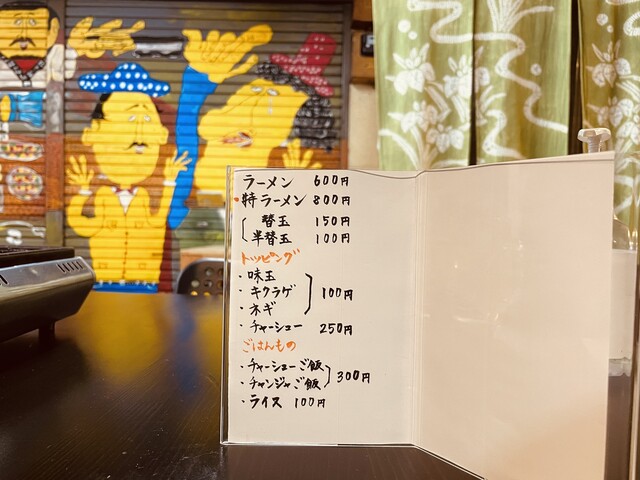 ラーメン 600円
特ラーメン 800円
替玉 150円
半替玉 100円
トッピング
・味玉
・キクラゲ 100円
・ネギ
・チャーシュー 250円
ごはんもの
・チャーシューご飯
・チャンジャご飯 300円
・ライス 100円